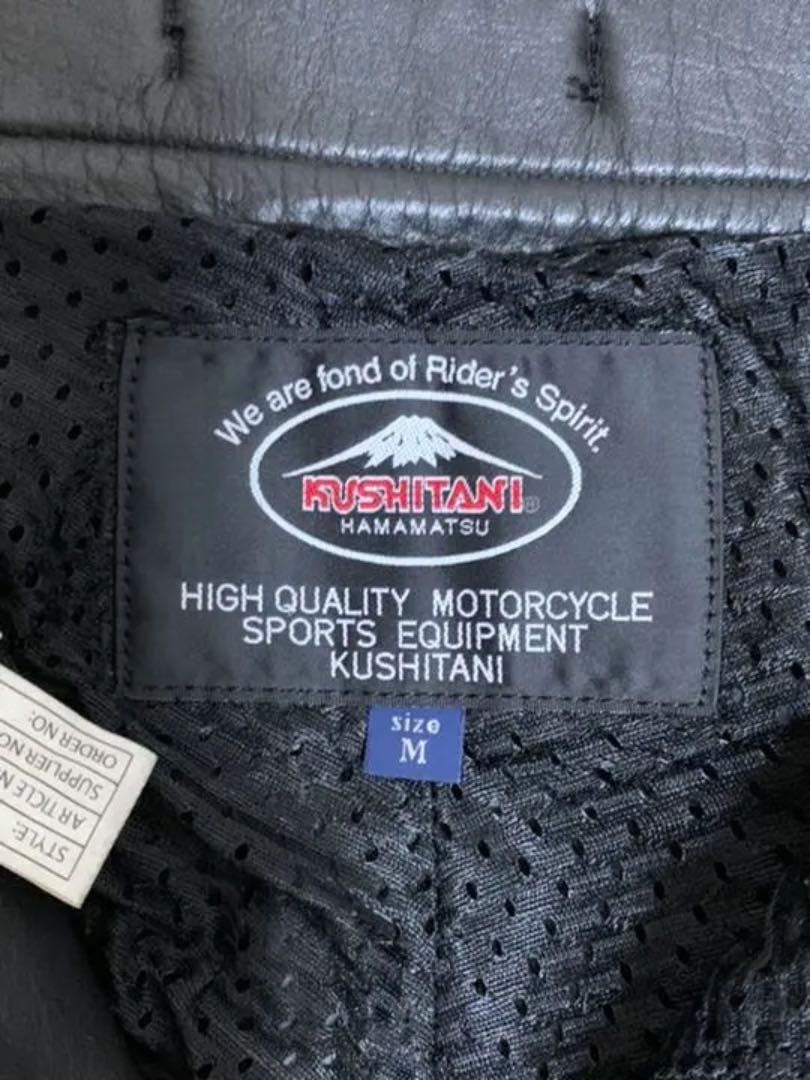 We are fond of Rider's Spirit.
KUSHITANI®
HAMAMATSU
HIGH QUALITY MOTORCYCLE
SPORTS EQUIPMENT
KUSHITANI
size
M
STYLE:
ARTICLE N
SUPPLIER NO
ORDER NO: